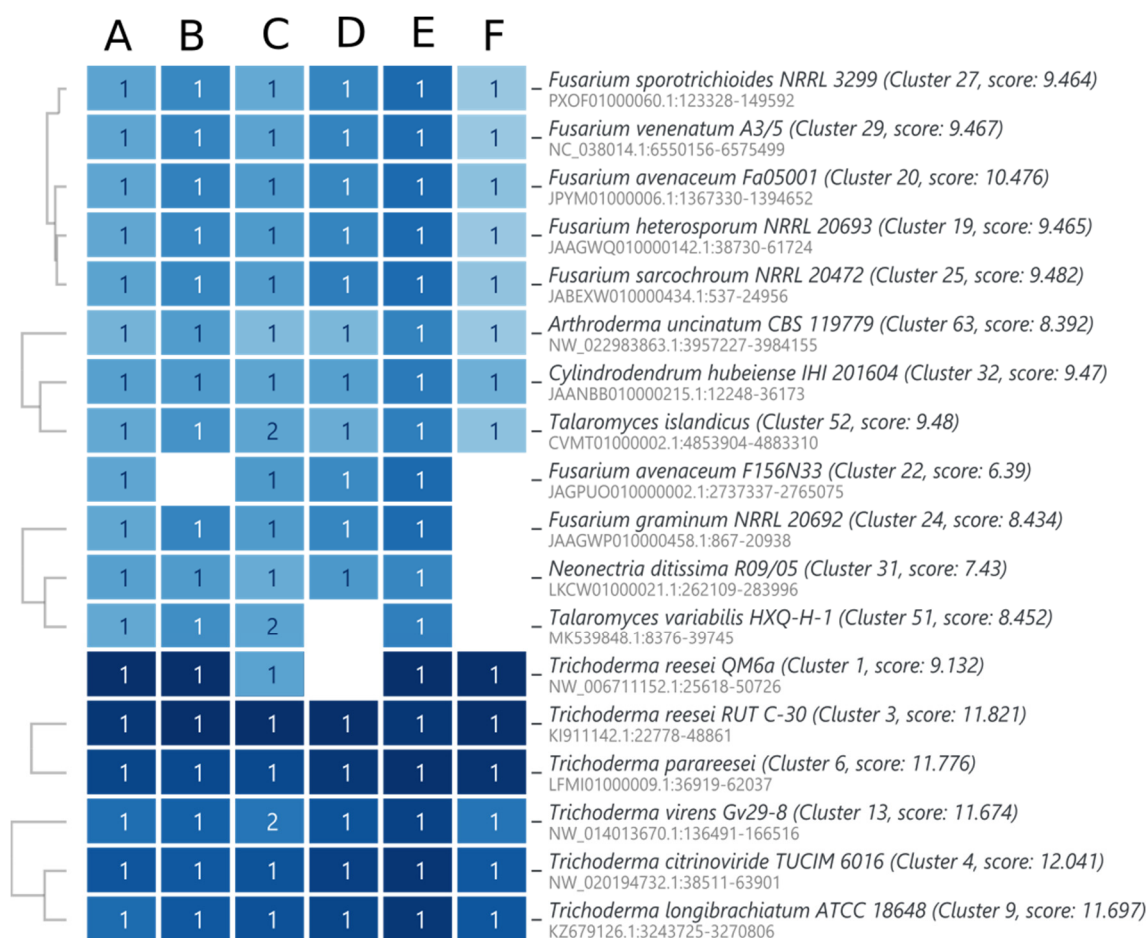 A B C D E F
1 1 1 1 1 1 Fusarium sporotrichioides NRRL 3299 (Cluster 27, score: 9.464)
PXOF01000060.1:123328-149592
1 1 1 1 1 1 Fusarium venenatum A3/5 (Cluster 29, score: 9.467)
NC_038014.1:6550156-6575499
1 1 1 1 1 1 Fusarium avenaceum Fa05001 (Cluster 20, score: 10.476)
JPYM01000006.1:1367330-1394652
1 1 1 1 1 1 Fusarium heterosporum NRRL 20693 (Cluster 19, score: 9.465)
JAAGWQ010000142.1:38730-61724
1 1 1 1 1 1 Fusarium sarcochroum NRRL 20472 (Cluster 25, score: 9.482)
JABEXW010000434.1:537-24956
1 1 1 1 1 1 Arthroderma uncinatum CBS 119779 (Cluster 63, score: 8.392)
NW_022983863.1:3957227-3984155
1 1 1 1 1 1 Cylindrodendrum hubeiense IHI 201604 (Cluster 32, score: 9.47)
JAANBB010000215.1:12248-36173
1 1 2 1 1 1 Talaromyces islandicus (Cluster 52, score: 9.48)
CVMT01000002.1:4853904-4883310
1 1 1 1 Fusarium avenaceum F156N33 (Cluster 22, score: 6.39)
JAGPUO010000002.1:2737337-2765075
1 1 1 1 1 Fusarium graminum NRRL 20692 (Cluster 24, score: 8.434)
JAAGWP010000458.1:867-20938
1 1 1 1 1 Neonectria ditissima R09/05 (Cluster 31, score: 7.43)
LKCW01000021.1:262109-283996
1 1 2 1 Talaromyces variabilis HXQ-H-1 (Cluster 51, score: 8.452)
MK539848.1:8376-39745
1 1 1 1 1 Trichoderma reesei QM6a (Cluster 1, score: 9.132)
NW_006711152.1:25618-50726
1 1 1 1 1 1 Trichoderma reesei RUT C-30 (Cluster 3, score: 11.821)
KI911142.1:22778-48861
1 1 1 1 1 1 Trichoderma parareesei (Cluster 6, score: 11.776)
LFMI01000009.1:36919-62037
1 1 2 1 1 1 Trichoderma virens Gv29-8 (Cluster 13, score: 11.674)
NW_014013670.1:136491-166516
1 1 1 1 1 1 Trichoderma citrinoviride TUCIM 6016 (Cluster 4, score: 12.041)
NW_020194732.1:38511-63901
1 1 1 1 1 1 Trichoderma longibrachiatum ATCC 18648 (Cluster 9, score: 11.697)
KZ679126.1:3243725-3270806